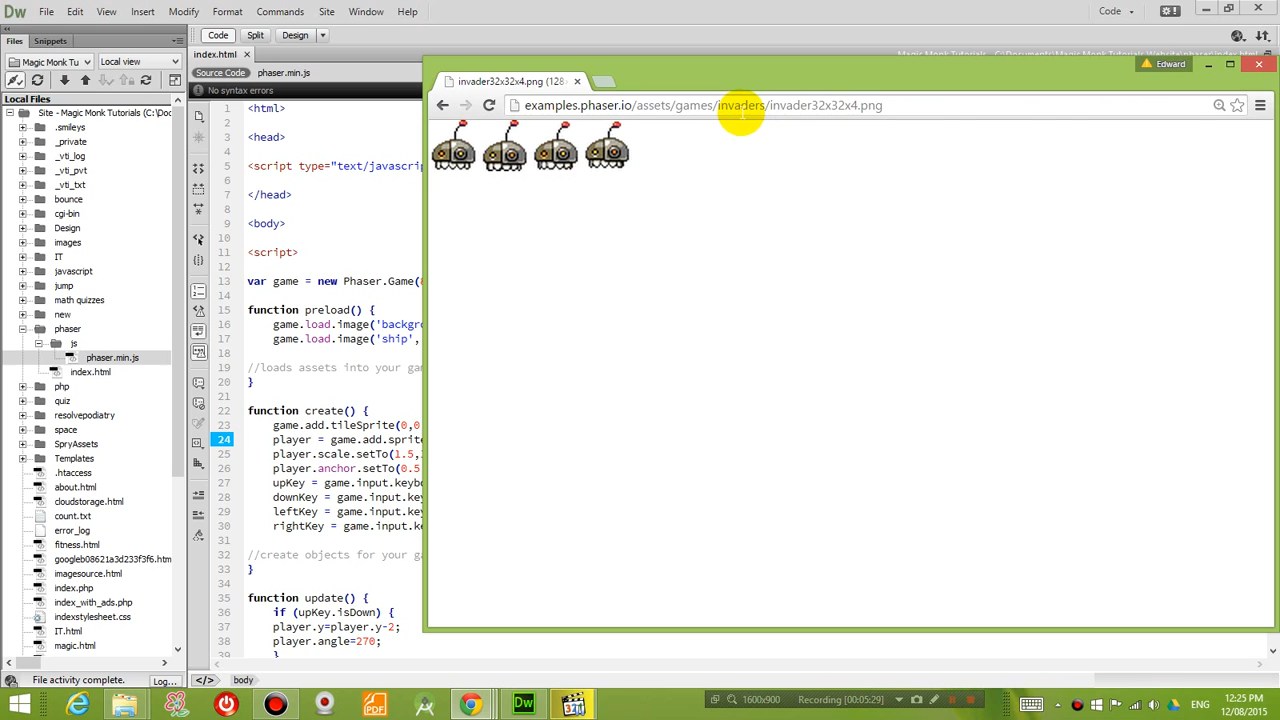 Dw File Edit View Insert Modify Format Commands Site Window Help Code
Files Snippets
Code Split Design
Magic Monk Tu Local view
index.html ×
Source Code phaser.min.js
No syntax errors
Local Files
Site - Magic Monk Tutorials (C:\Documen
.smileys
_vti_log
_vti_pvt
_vti_txt
bounce
cgi-bin
Design
images
IT
javascript
jump
math quizzes
new
phaser
js
phaser.min.js
index.html
php
quiz
resolvepodiatry
space
SpryAssets
Templates
.htaccess
about.html
cloudstorage.html
count.txt
error_log
fitness.html
googleb08621a3d233f3f6.htm
imagesource.html
index.php
index_with_ads.php
indexstylesheet.css
IT.html
magic.html
File activity complete. Log...
1 <html>
2
3 <head>
4
5 <script type="text/javascrip
6
7 </head>
8
9 <body>
10
11 <script>
12
13 var game = new Phaser.Game(8
14
15 function preload() {
16 game.load.image('backgro
17 game.load.image('ship',
18
19 //loads assets into your gam
20 }
21
22 function create() {
23 game.add.tileSprite(0,0
24 player = game.add.sprite
25 player.scale.setTo(1.5,
26 player.anchor.setTo(0.5
27 upKey = game.input.keybo
28 downKey = game.input.key
29 leftKey = game.input.key
30 rightKey = game.input.ke
31
32 //create objects for your ga
33 }
34
35 function update() {
36 if (upKey.isDown) {
37 player.y=player.y-2;
38 player.angle=270;
39 }
</> body
Edward
invader32x32x4.png (128 ×
examples.phaser.io/assets/games/invaders/invader32x32x4.png
1600x900 Recording [00:05:29]
12:25 PM
12/08/2015